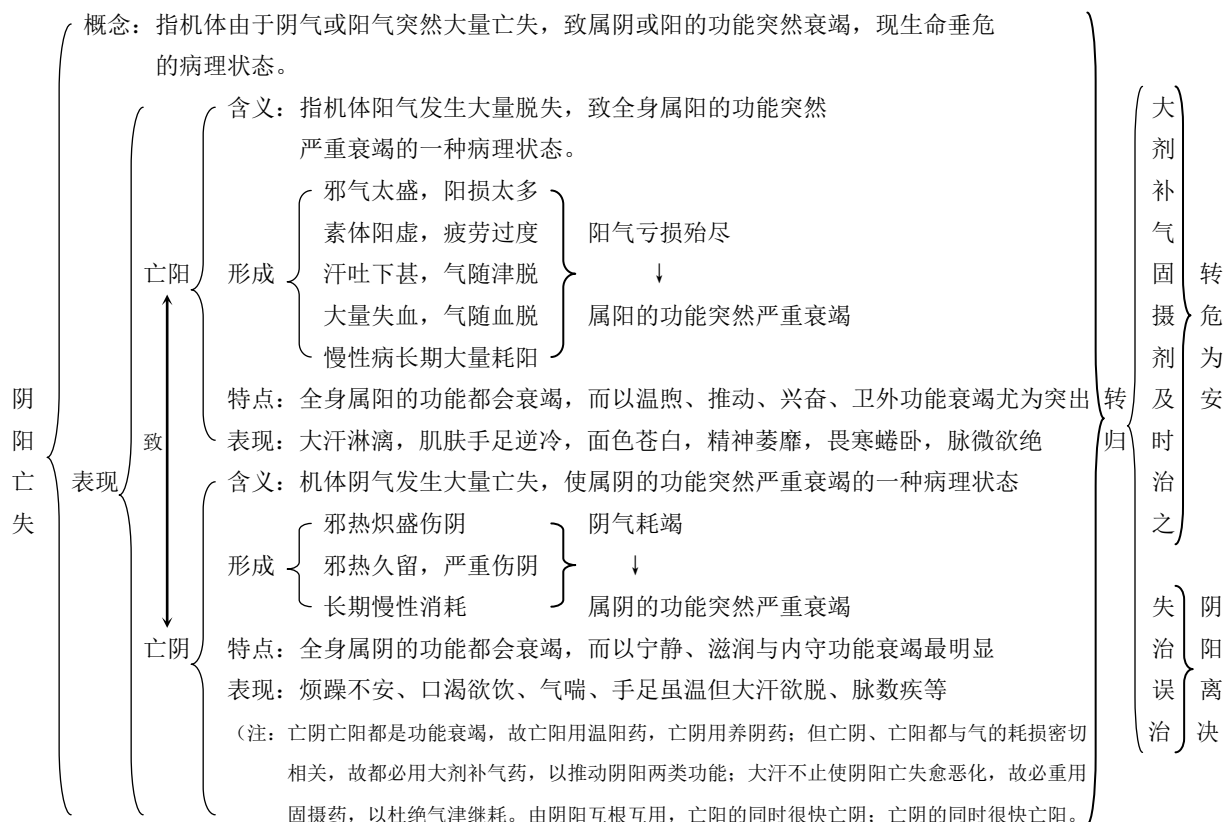 概念：指机体由于阴气或阳气突然大量亡失，致属阴或阳的功能突然衰竭，现生命垂危
的病理状态。
含义：指机体阳气发生大量脱失，致全身属阳的功能突然
严重衰竭的一种病理状态。
邪气太盛，阳损太多
素体阳虚，疲劳过度 阳气亏损殆尽
亡阳 形成 汗吐下甚，气随津脱 ↓
大量失血，气随血脱 属阳的功能突然严重衰竭
慢性病长期大量耗阳
特点：全身属阳的功能都会衰竭，而以温煦、推动、兴奋、卫外功能衰竭尤为突出
表现：大汗淋漓，肌肤手足逆冷，面色苍白，精神萎靡，畏寒蜷卧，脉微欲绝
致
阴阳亡失
表现
含义：机体阴气发生大量亡失，使属阴的功能突然严重衰竭的一种病理状态
邪热炽盛伤阴 阴气耗竭
形成 邪热久留，严重伤阴 ↓
长期慢性消耗 属阴的功能突然严重衰竭
亡阴 特点：全身属阴的功能都会衰竭，而以宁静、滋润与内守功能衰竭最明显
表现：烦躁不安、口渴欲饮、气喘、手足虽温但大汗欲脱、脉数疾等
（注：亡阴亡阳都是功能衰竭，故亡阳用温阳药，亡阴用养阴药；但亡阴、亡阳都与气的耗损密切
相关，故都必用大剂补气药，以推动阴阳两类功能；大汗不止使阴阳亡失愈恶化，故必重用
固摄药，以杜绝气津继耗。由阴阳互根互用，亡阳的同时很快亡阴；亡阴的同时很快亡阳。
转归
大剂补气固摄剂及时治之
转危为安
失治误治
阴阳离决